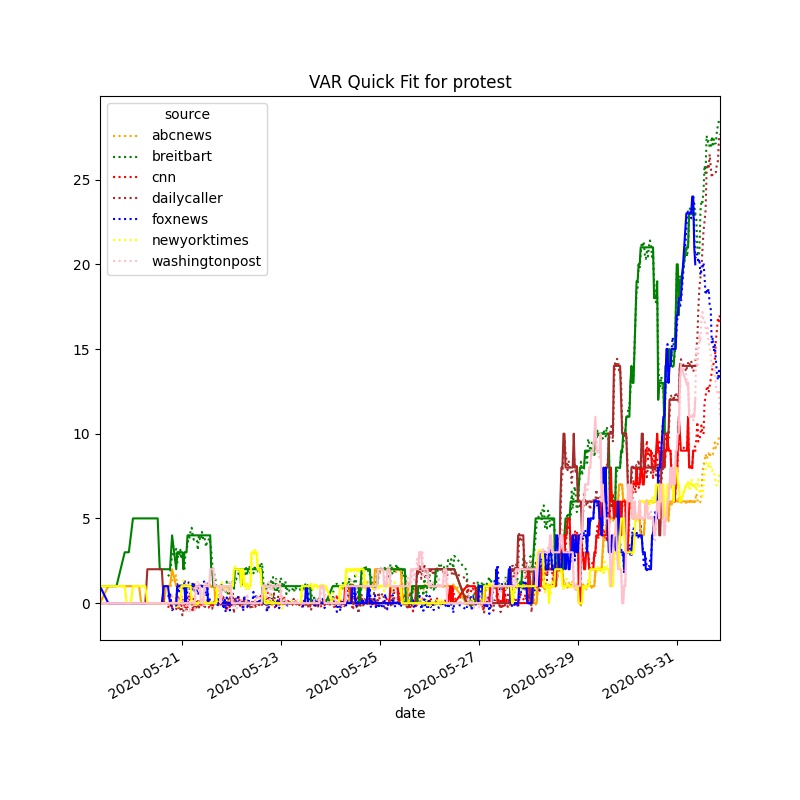 VAR Quick Fit for protest
source
abcnews
breitbart
cnn
dailycaller
foxnews
newyorktimes
washingtonpost
25
20
15
10
5
0
2020-05-21
2020-05-23
2020-05-25
2020-05-27
2020-05-29
2020-05-31
date